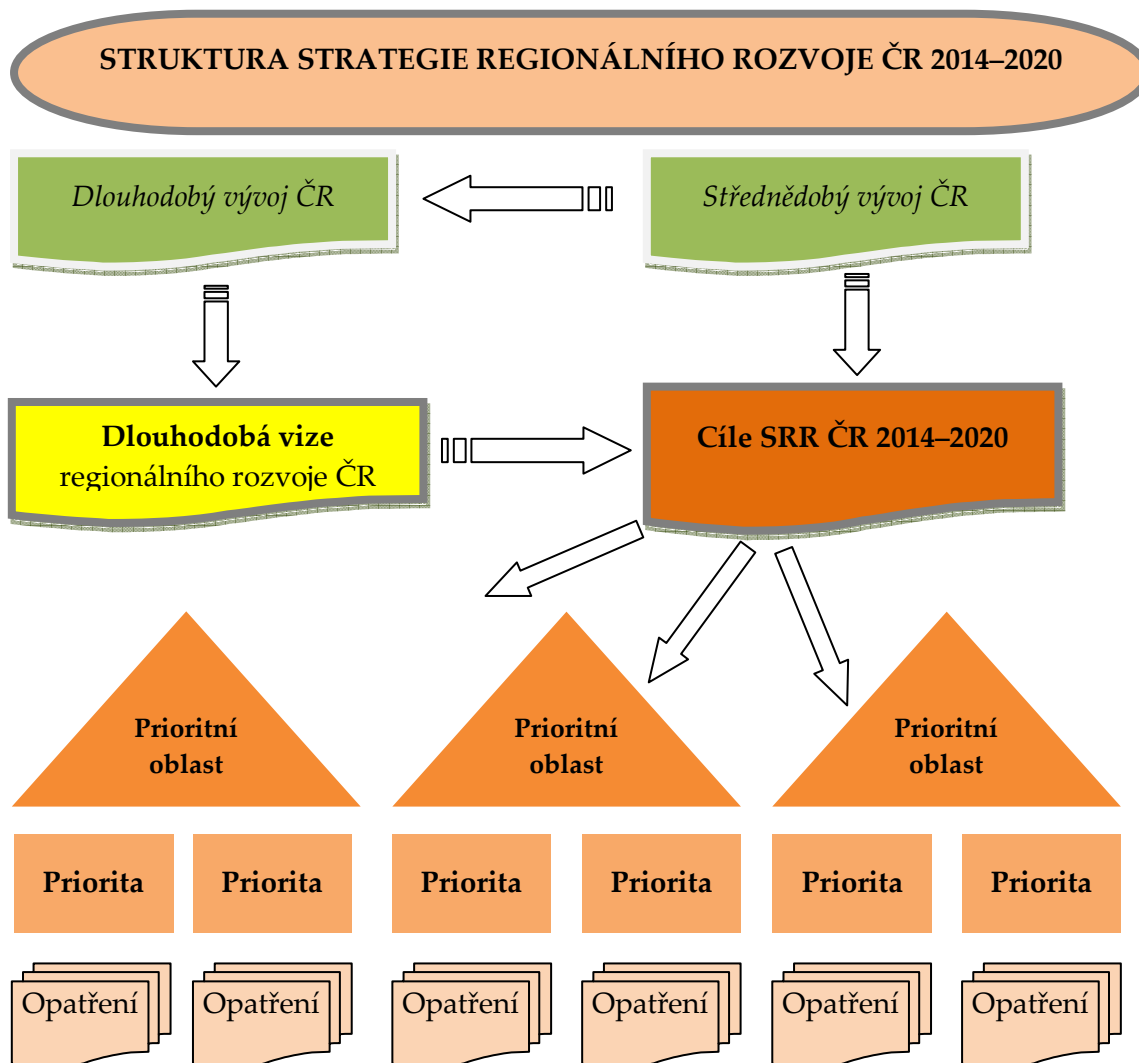 STRUKTURA STRATEGIE REGIONÁLNÍHO ROZVOJE ČR 2014–2020
Dlouhodobý vývoj ČR
Střednědobý vývoj ČR
Dlouhodobá vize
regionálního rozvoje ČR
Cíle SRR ČR 2014–2020
Prioritní
oblast
Prioritní
oblast
Prioritní
oblast
Priorita
Priorita
Priorita
Priorita
Priorita
Priorita
Opatření
Opatření
Opatření
Opatření
Opatření
Opatření